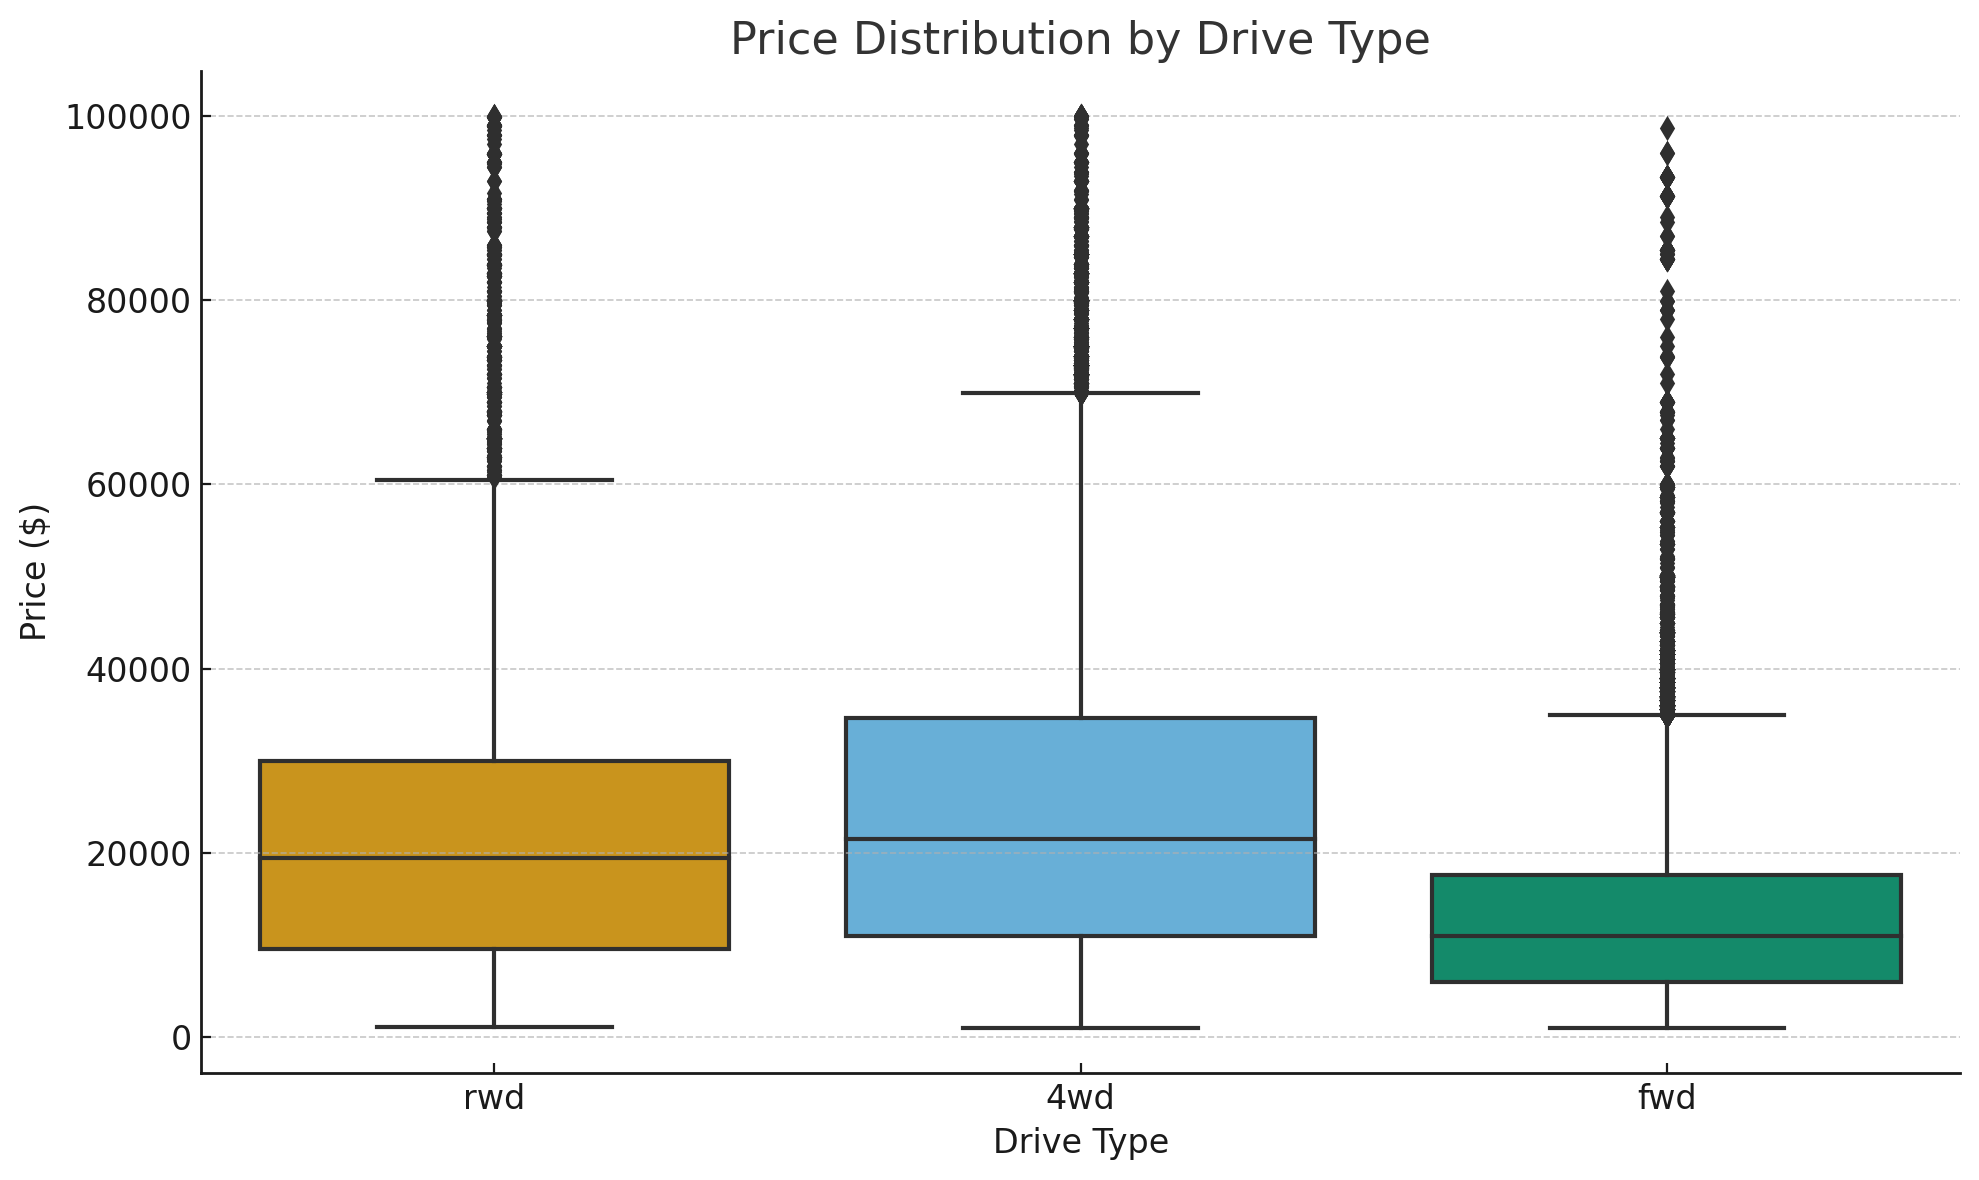 Price Distribution by Drive Type
100000
80000
60000
40000
20000
0
Price ($)
rwd 4wd fwd
Drive Type